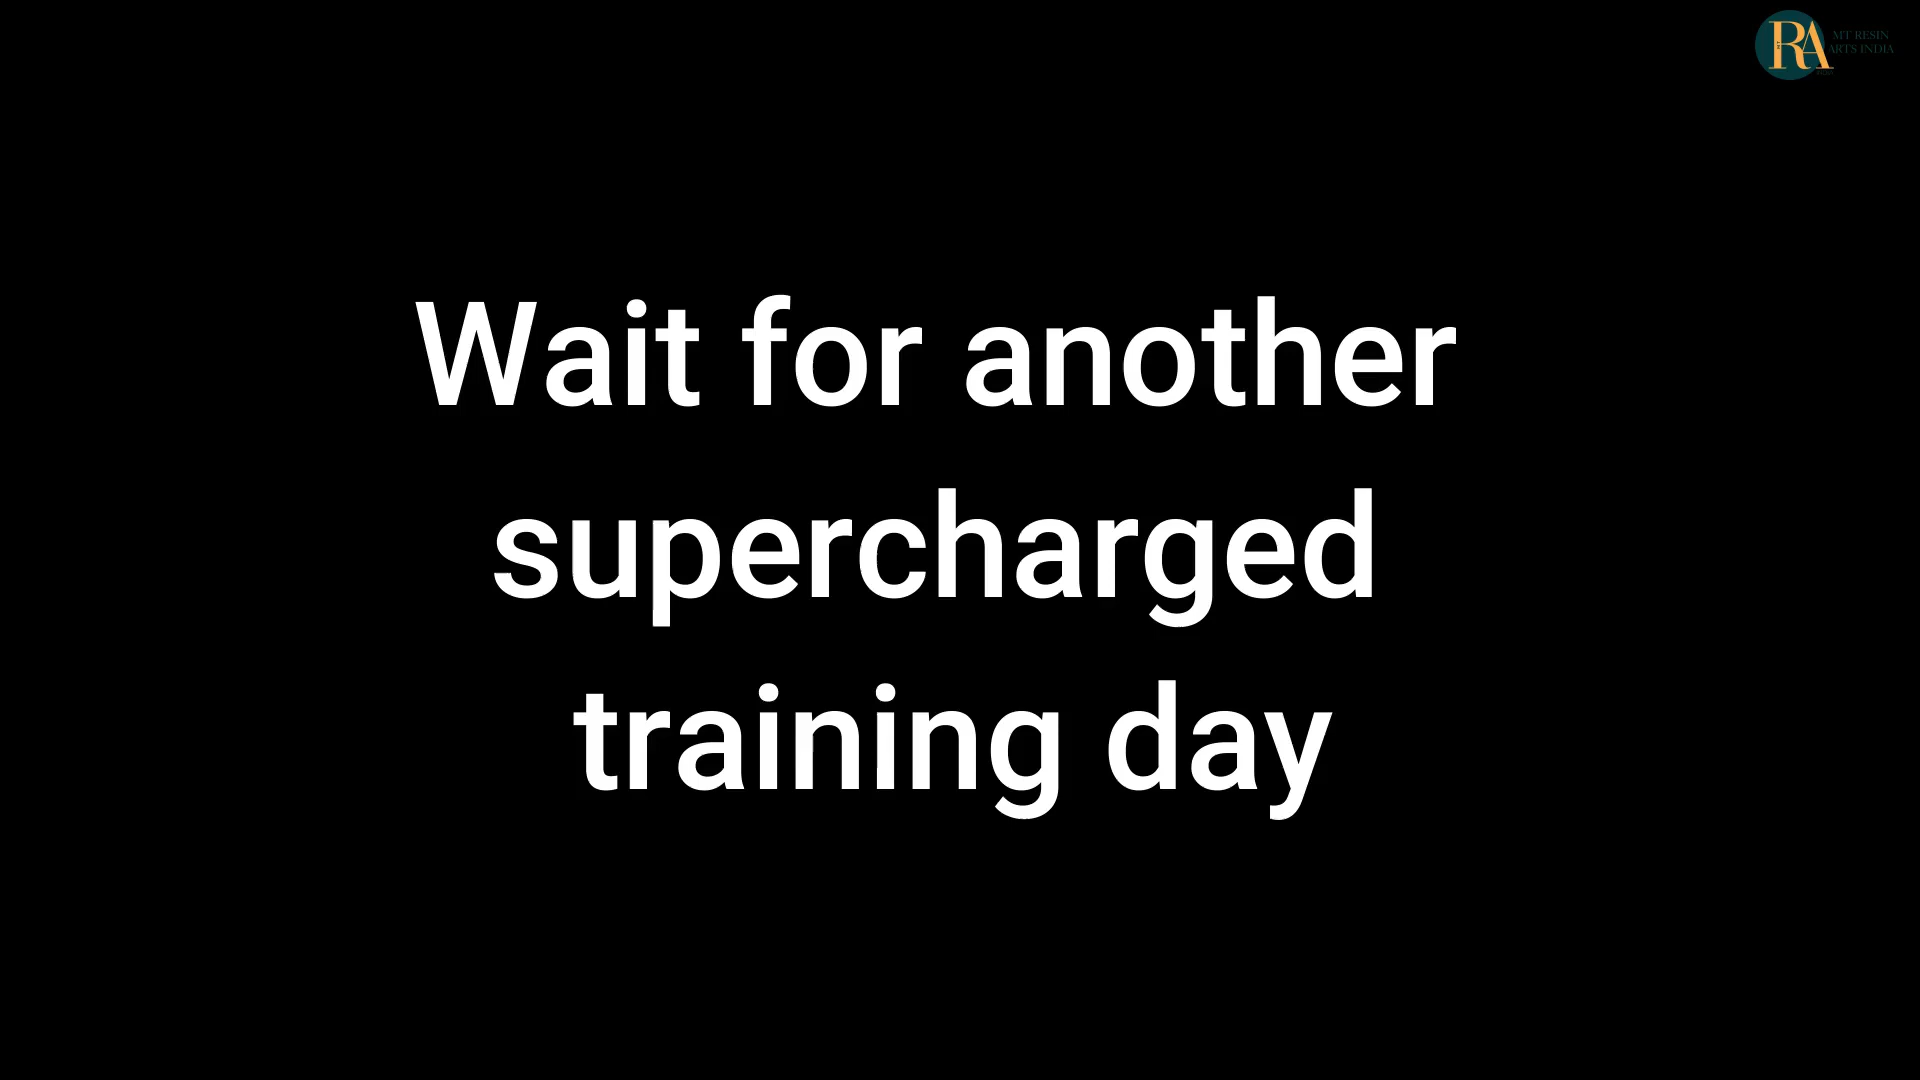 RA
MT RESIN
ARTS INDIA
Wait for another
supercharged
training day